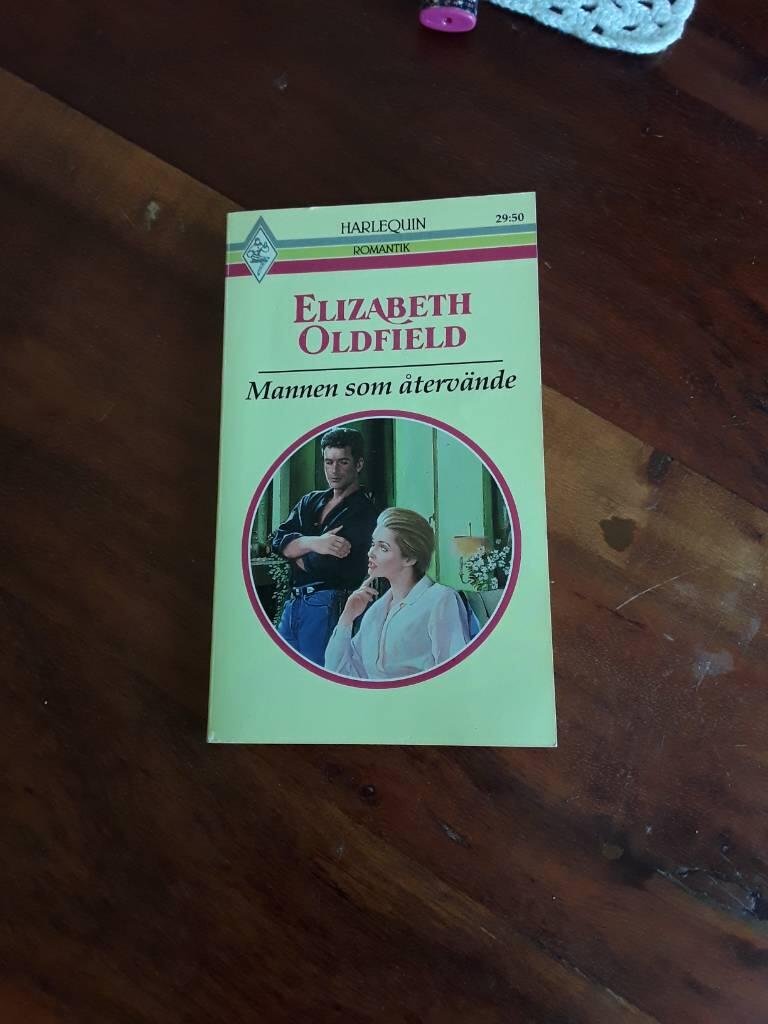 HARLEQUIN
29:50
ROMANTIK
ELIZABETH
OLDFIELD
Mannen som återvände